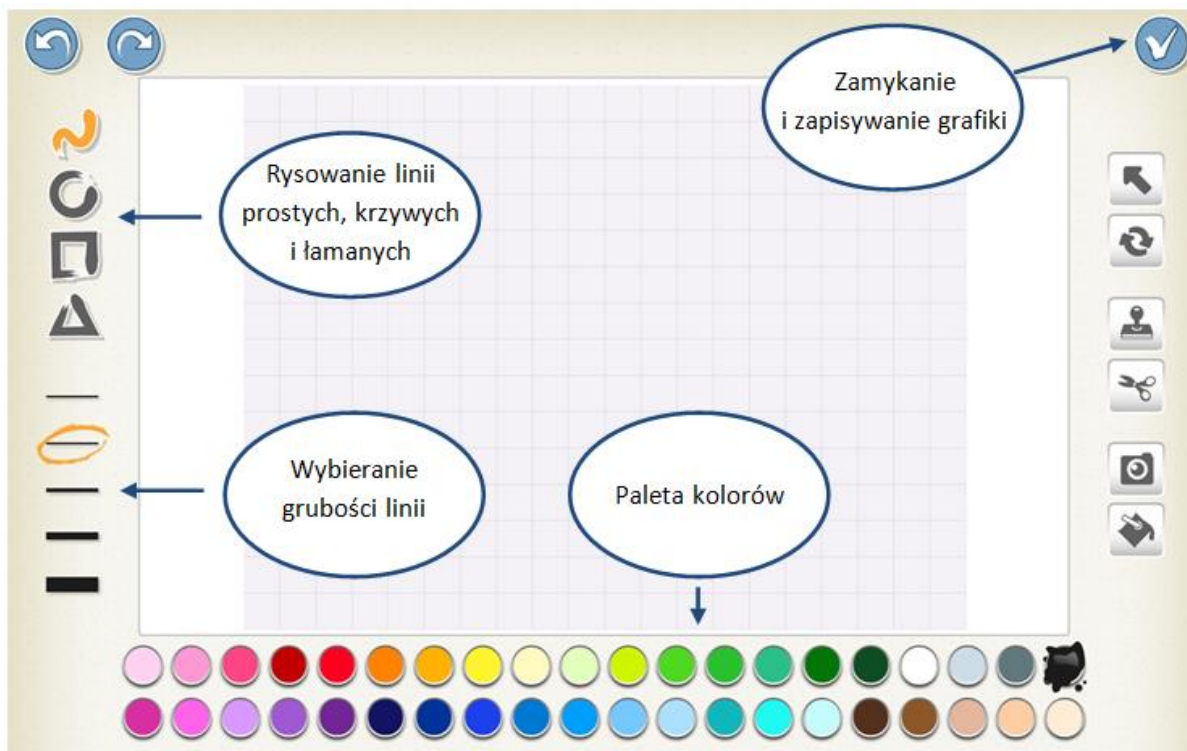 Zamykanie
i zapisywanie grafiki
Rysowanie linii
prostych, krzywych
i łamanych
Wybieranie
grubości linii
Paleta kolorów